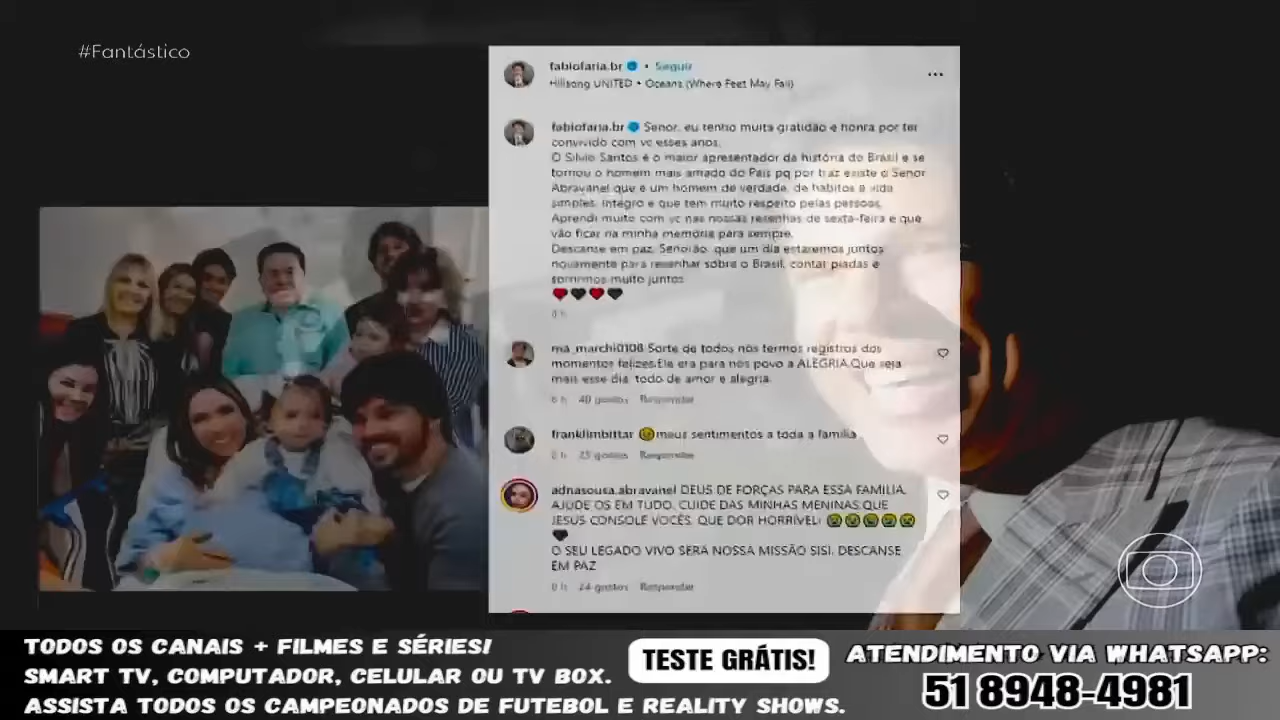 #Fantástico
fabiofaria.br • Seguir
Hillsong UNITED • Oceans (Where Feet May Fail)
fabiofaria.br Senor, eu tenho muita gratidão e honra por ter
convivido com vc esses anos.
O Silvio Santos é o maior apresentador da história do Brasil e se
tornou o homem mais amado do País pq por traz existe o Senor
Abravanel que é um homem de verdade, de hábitos e vida
simples, íntegro e que tem muito respeito pelas pessoas.
Aprendi muito com vc nas nossas resenhas de sexta-feira e que
vão ficar na minha memória para sempre.
Descanse em paz, Senorão, que um dia estaremos juntos
novamente para resenhar sobre o Brasil, contar piadas e
sorrirmos muito juntos
ma_marchi0108 Sorte de todos nós termos registros dos
momentos felizes.Ele era para nós povo a ALEGRIA.Que seja
mais esse dia, todo de amor e alegria.
40 gostos Responder
franklimbittar 😢meus sentimentos a toda a família
25 gostos Responder
adnasousa.abravanel DEUS DE FORÇAS PARA ESSA FAMILIA,
AJUDE OS EM TUDO, CUIDE DAS MINHAS MENINAS.QUE
JESUS CONSOLE VOCÊS, QUE DOR HORRÍVEL! 😭😭😭😭😭
O SEU LEGADO VIVO SERÁ NOSSA MISSÃO SISI. DESCANSE
EM PAZ
24 gostos Responder
TODOS OS CANAIS + FILMES E SÉRIES!
SMART TV, COMPUTADOR, CELULAR OU TV BOX.
ASSISTA TODOS OS CAMPEONADOS DE FUTEBOL E REALITY SHOWS.
TESTE GRÁTIS!
ATENDIMENTO VIA WHATSAPP:
51 8948-4981